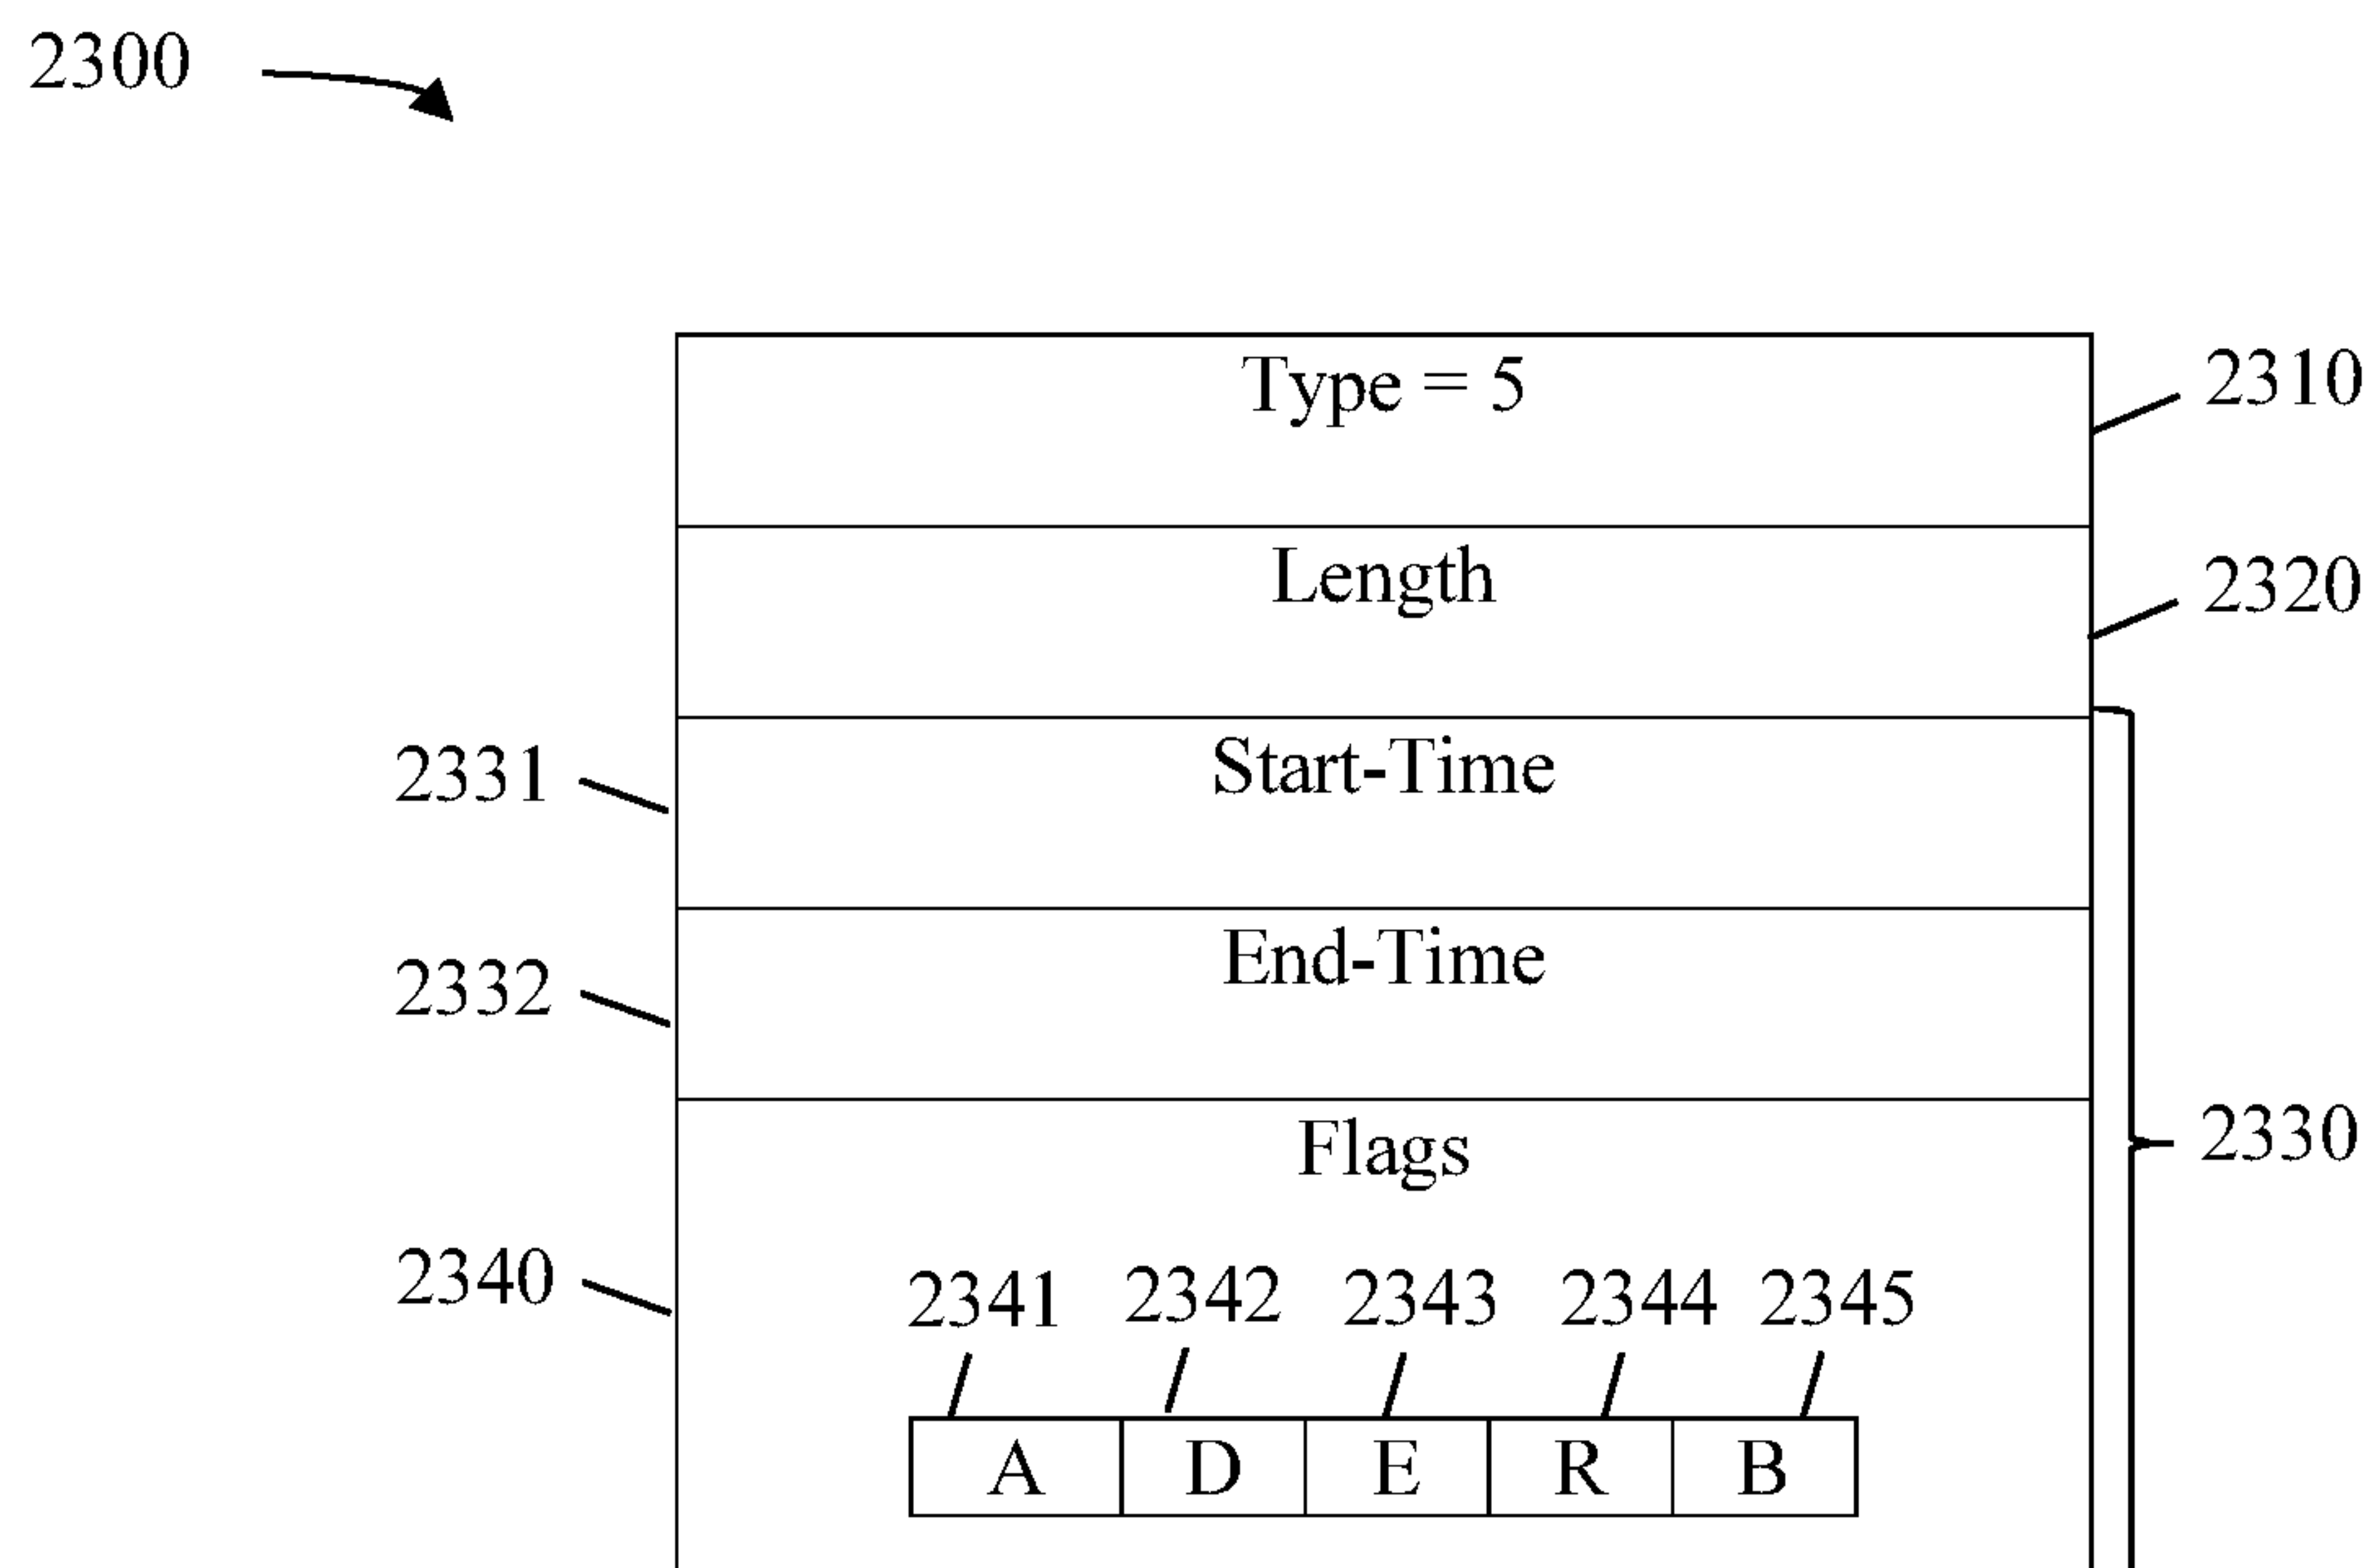 2300
Type = 5
2310
Length
2320
2331
Start-Time
2332
End-Time
Flags
2330
2340
2341 2342 2343 2344 2345
A D E R B